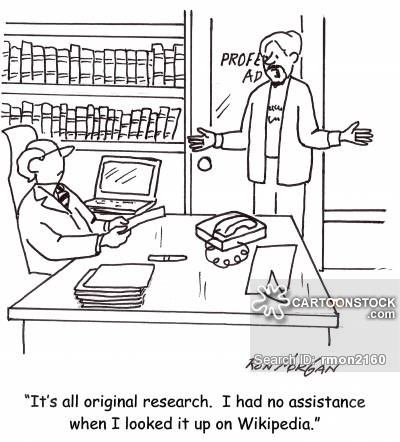 PROFE
AD
CARTOONSTOCK
.com
Search ID: rmon2160
RON MORGAN
"It's all original research. I had no assistance
when I looked it up on Wikipedia."